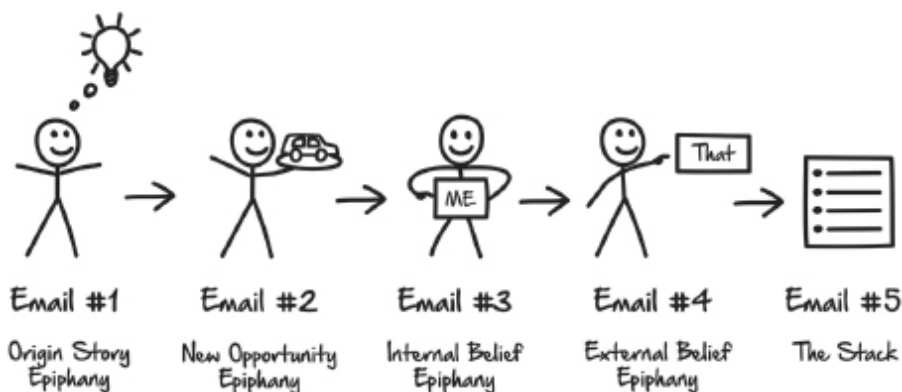 ME
That
Email #1
Email #2
Email #3
Email #4
Email #5
Origin Story
Epiphany
New Opportunity
Epiphany
Internal Belief
Epiphany
External Belief
Epiphany
The Stack